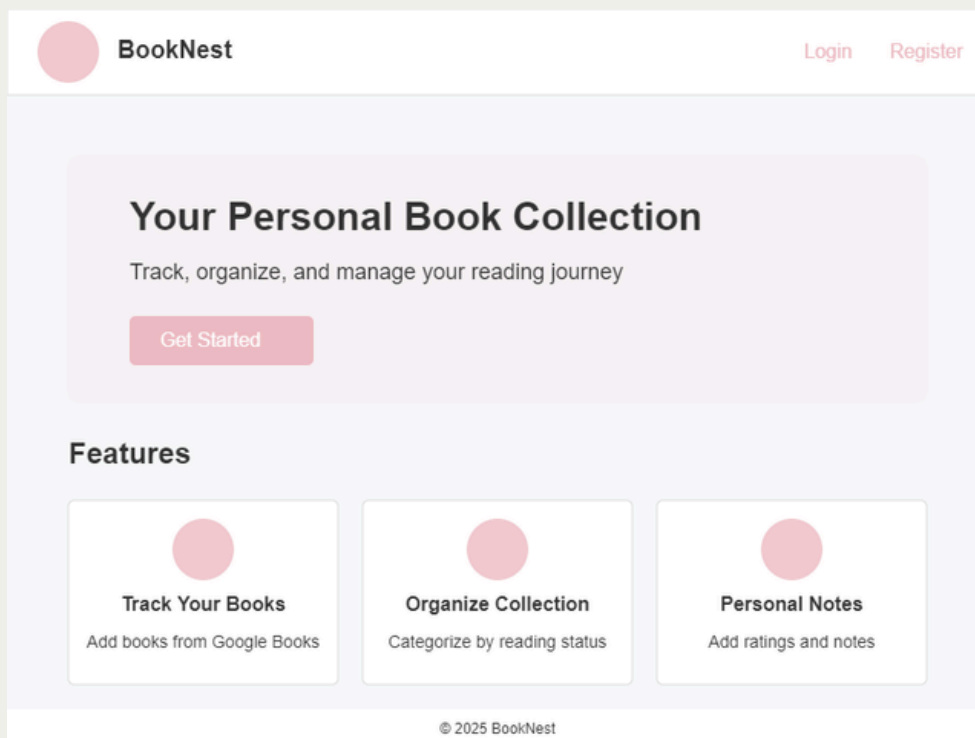 BookNest
Login Register
Your Personal Book Collection
Track, organize, and manage your reading journey
Get Started
Features
Track Your Books
Add books from Google Books
Organize Collection
Categorize by reading status
Personal Notes
Add ratings and notes
© 2025 BookNest